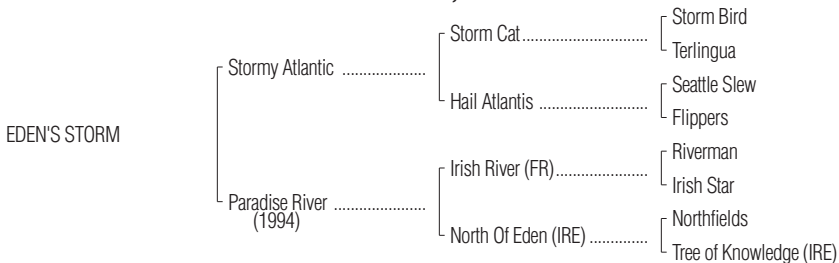 Storm Bird
Storm Cat......................................
Terlingua
Stormy Atlantic .....................
Seattle Slew
Hail Atlantis ...........................
Flippers
EDEN'S STORM
Riverman
Irish River (FR).......................
Irish Star
Paradise River .......................
(1994)
Northfields
North Of Eden (IRE) ..............
Tree of Knowledge (IRE)